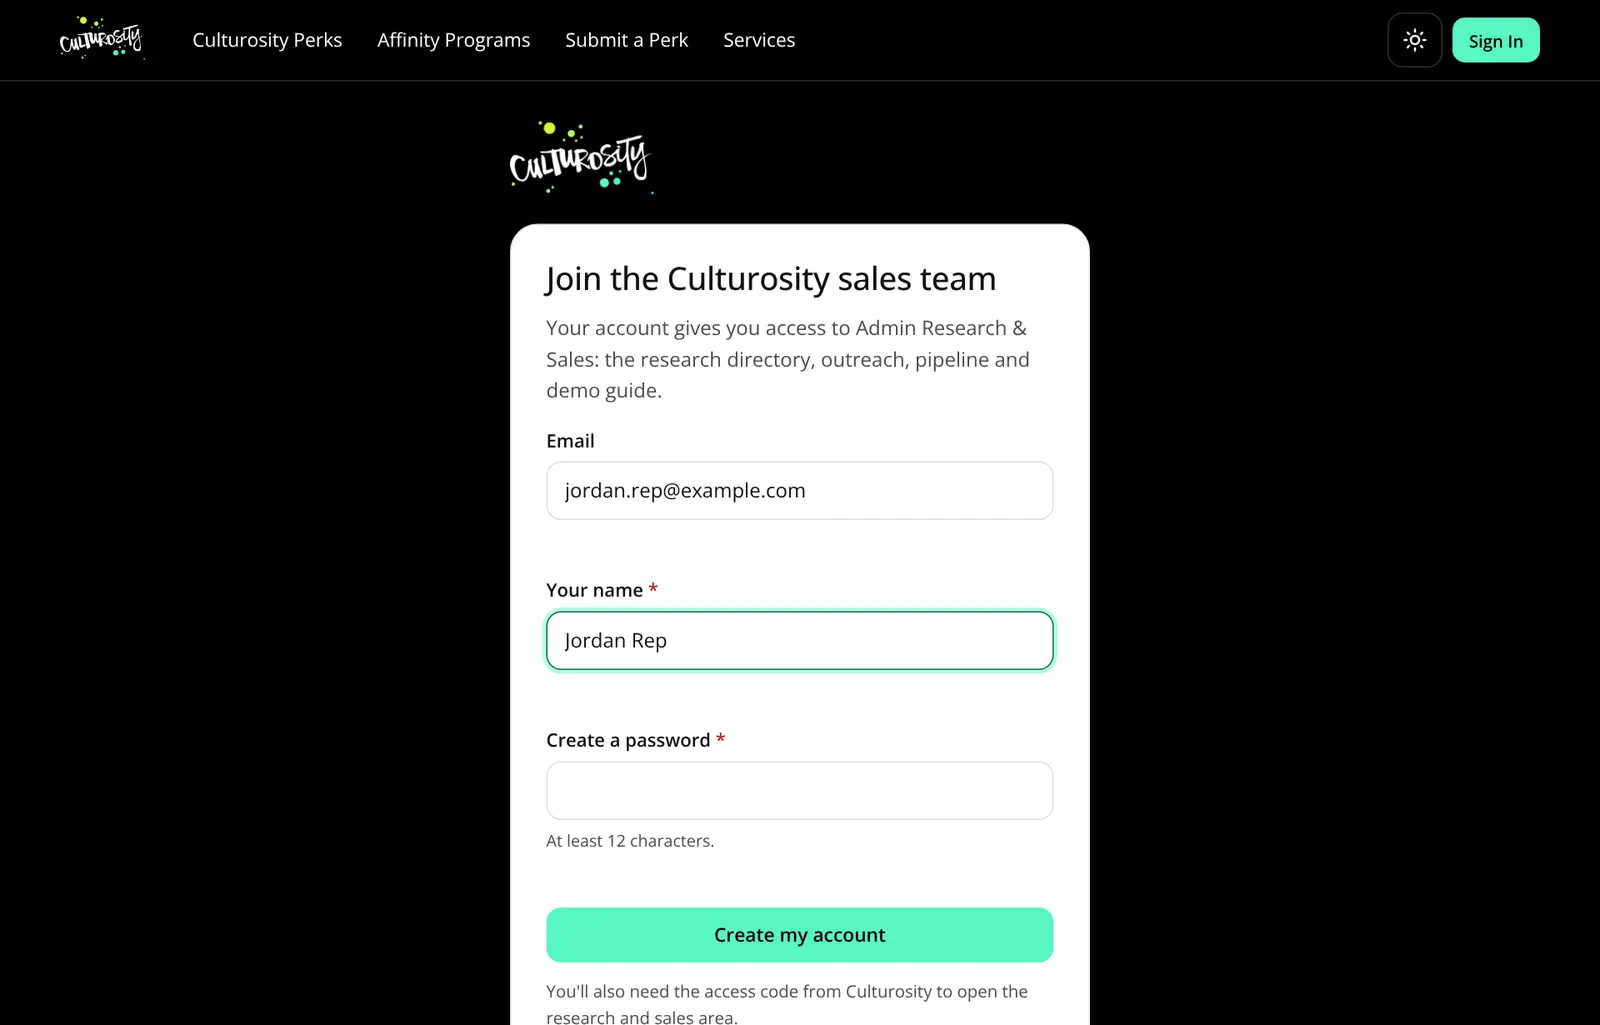 CULTUROSITY
Culturosity Perks
Affinity Programs
Submit a Perk
Services
Sign In
CULTUROSITY
Join the Culturosity sales team
Your account gives you access to Admin Research &
Sales: the research directory, outreach, pipeline and
demo guide.
Email
jordan.rep@example.com
Your name *
Jordan Rep
Create a password *
At least 12 characters.
Create my account
You'll also need the access code from Culturosity to open the
research and sales area.